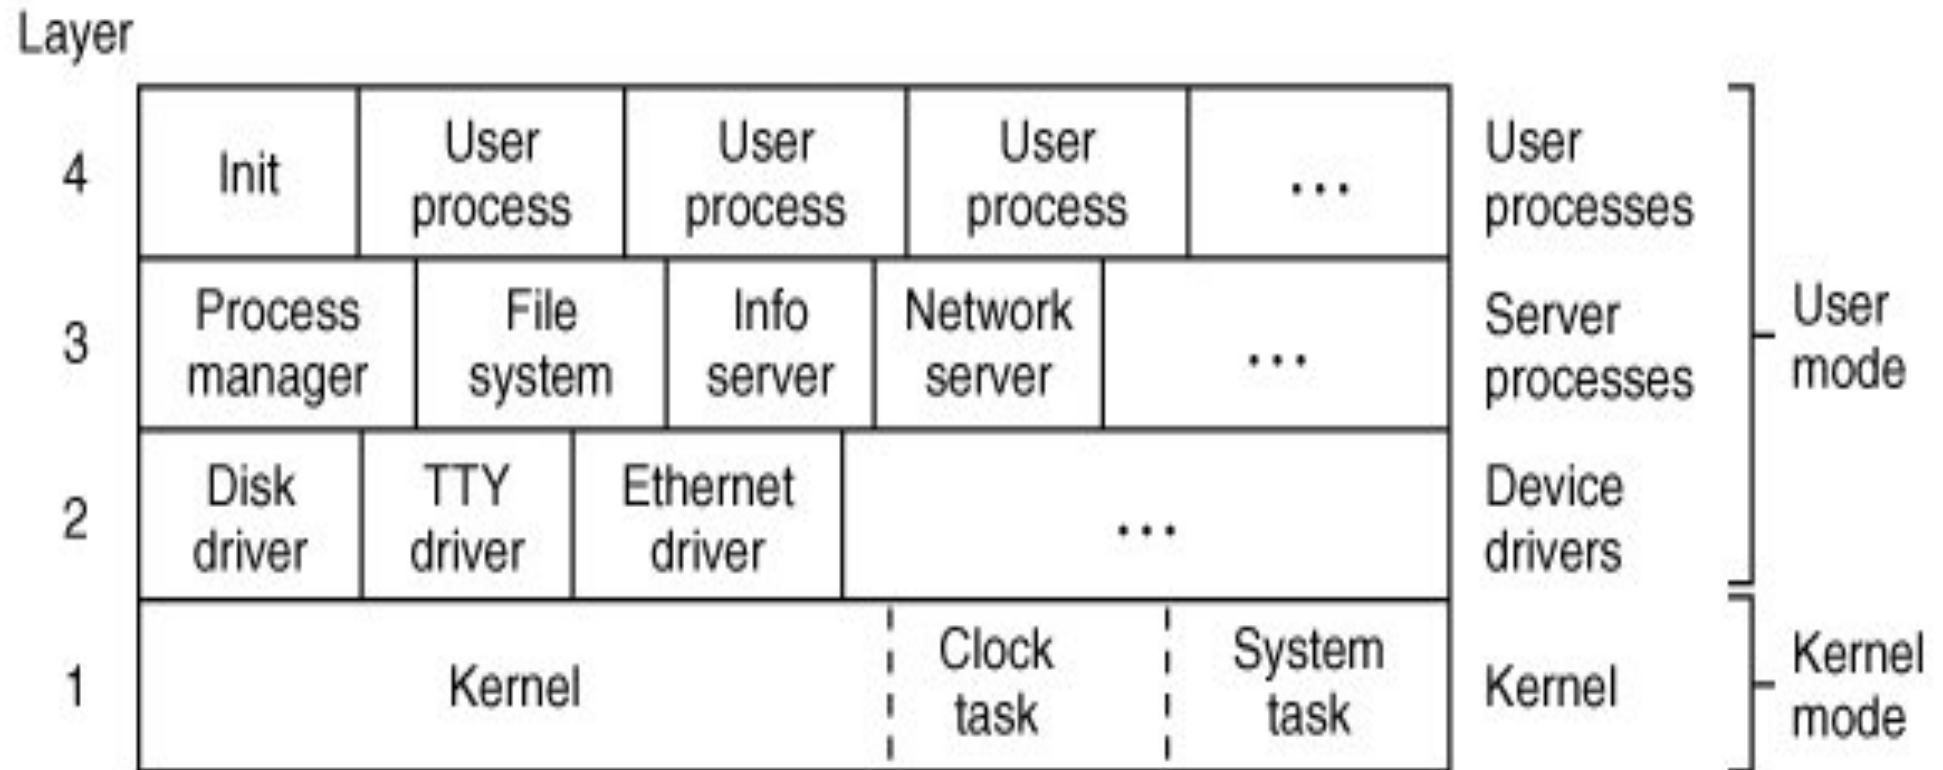 Layer
4
Init
User
process
User
process
User
process
...
User
processes
3
Process
manager
File
system
Info
server
Network
server
...
Server
processes
User
mode
2
Disk
driver
TTY
driver
Ethernet
driver
...
Device
drivers
1
Kernel
Clock
task
System
task
Kernel
Kernel
mode